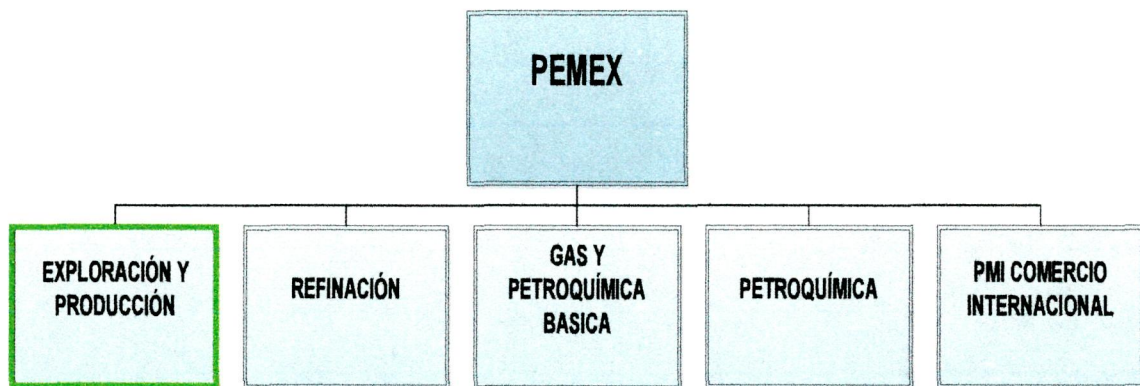 PEMEX
EXPLORACIÓN Y
PRODUCCIÓN
REFINACIÓN
GAS Y
PETROQUÍMICA
BASICA
PETROQUÍMICA
PMI COMERCIO
INTERNACIONAL